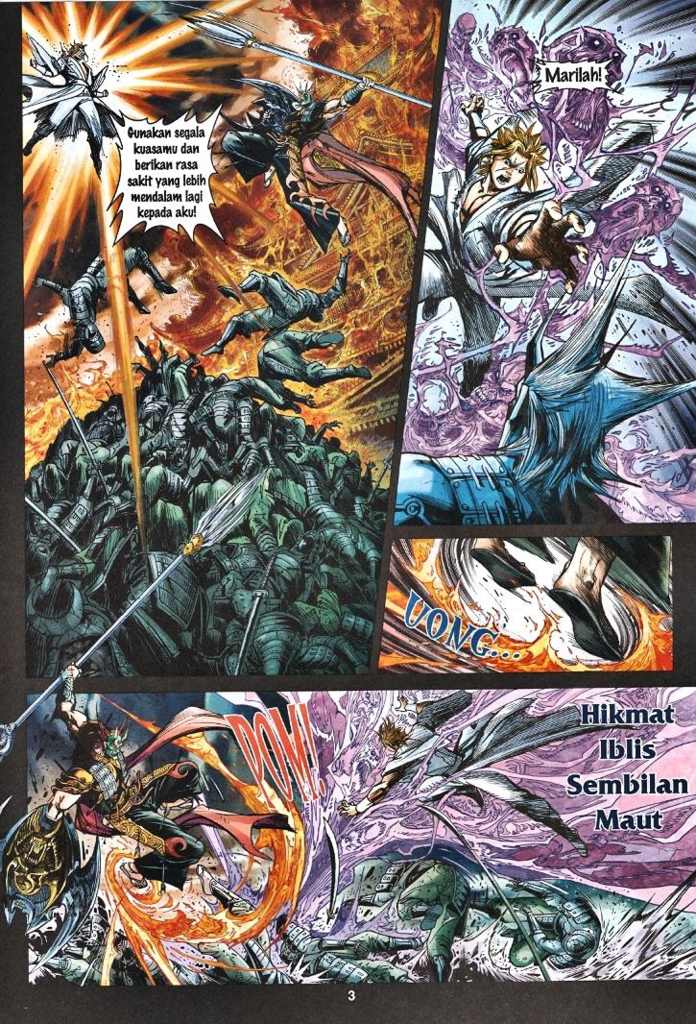 Gunakan segala
kuasamu dan
berikan rasa
sakit yang lebih
mendalam lagi
kepada aku!
Marilah!
UONG...
POM!
Hikmat
Iblis
Sembilan
Maut
3